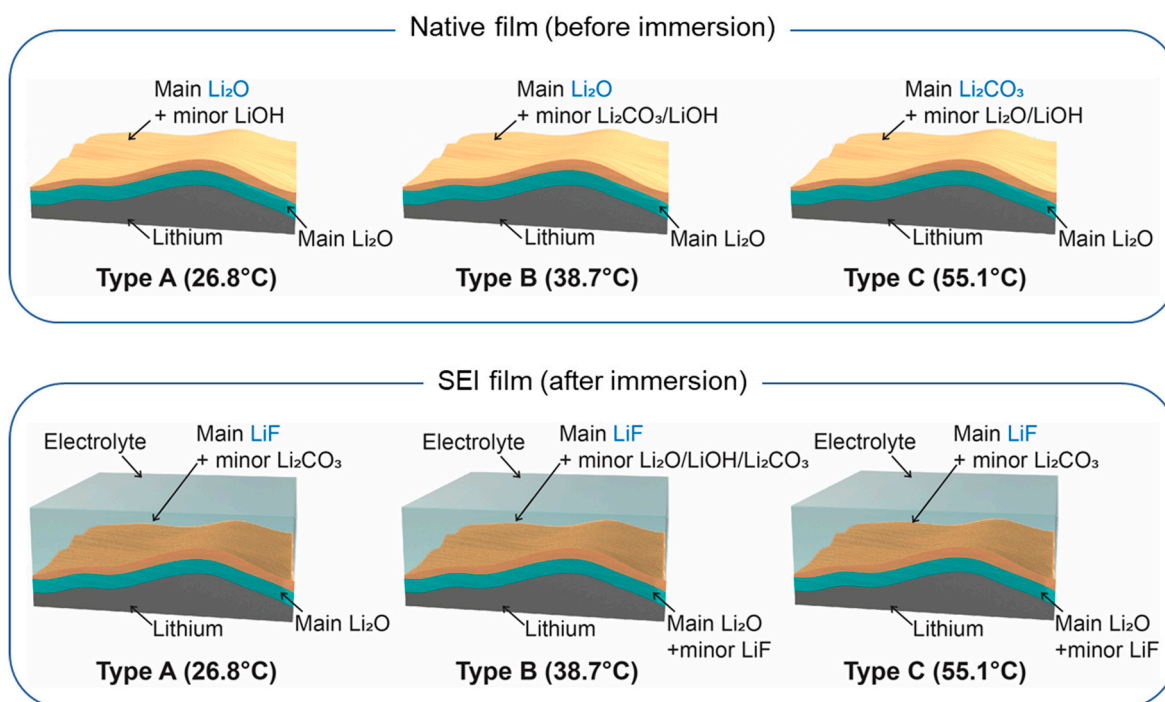 Native film (before immersion)
Main Li₂O
+ minor LiOH
Lithium
Main Li₂O
Type A (26.8°C)
Main Li₂O
+ minor Li₂CO₃/LiOH
Lithium
Main Li₂O
Type B (38.7°C)
Main Li₂CO₃
+ minor Li₂O/LiOH
Lithium
Main Li₂O
Type C (55.1°C)
SEI film (after immersion)
Electrolyte
Main LiF
+ minor Li₂CO₃
Lithium
Main Li₂O
Type A (26.8°C)
Electrolyte
Main LiF
+ minor Li₂O/LiOH/Li₂CO₃
Lithium
Main Li₂O
+minor LiF
Type B (38.7°C)
Electrolyte
Main LiF
+ minor Li₂CO₃
Lithium
Main Li₂O
+minor LiF
Type C (55.1°C)